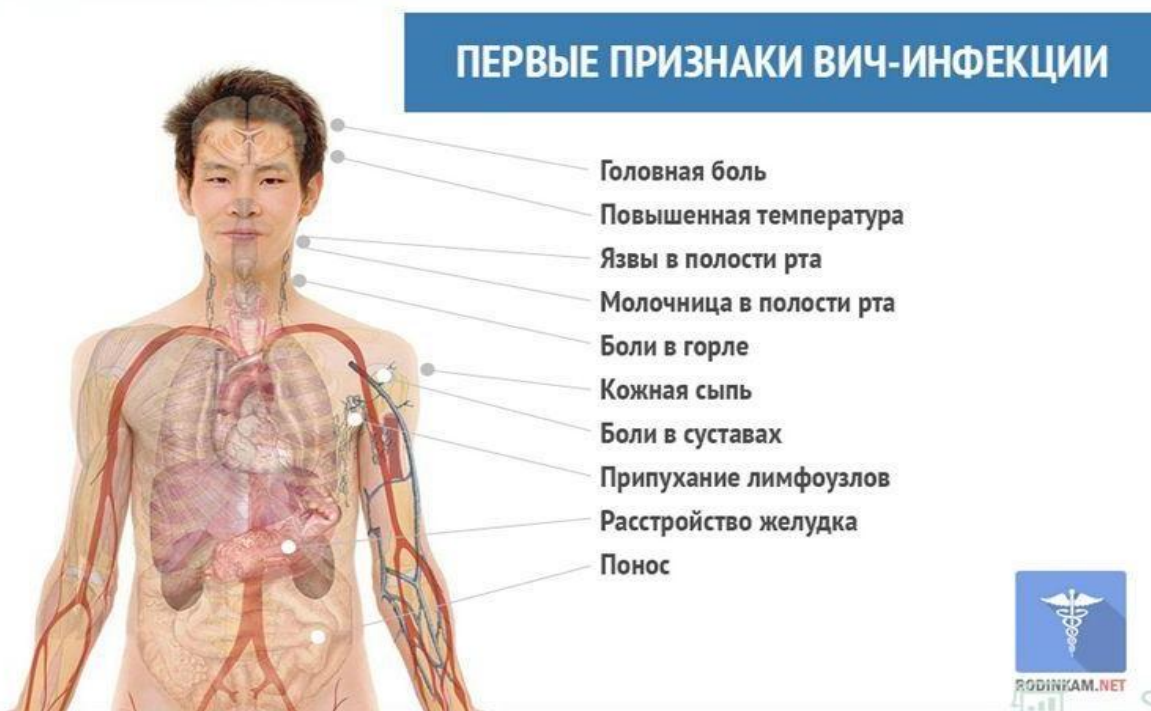 ПЕРВЫЕ ПРИЗНАКИ ВИЧ-ИНФЕКЦИИ
Головная боль
Повышенная температура
Язвы в полости рта
Молочница в полости рта
Боли в горле
Кожная сыпь
Боли в суставах
Припухание лимфоузлов
Расстройство желудка
Понос
RODINKAM.NET